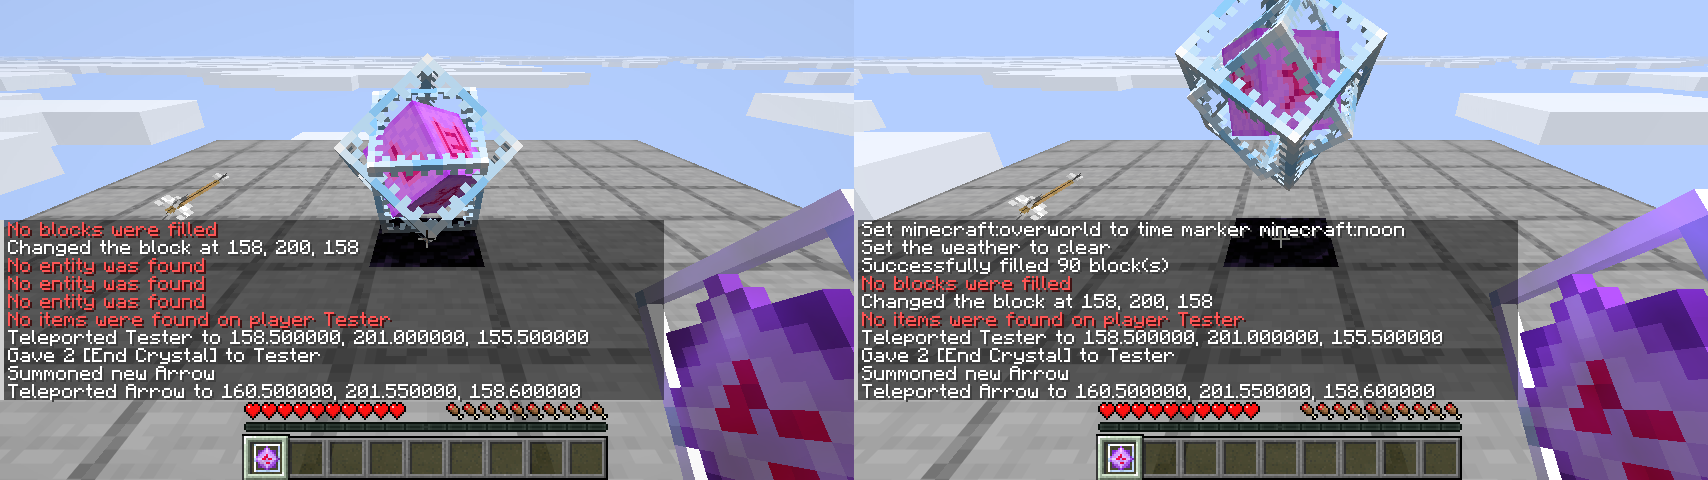 No blocks were filled
Changed the block at 158, 200, 158
No entity was found
No entity was found
No entity was found
No items were found on player Tester
Teleported Tester to 158.500000, 201.000000, 155.500000
Gave 2 [End Crystal] to Tester
Summoned new Arrow
Teleported Arrow to 160.500000, 201.550000, 158.600000
Set minecraft:overworld to time marker minecraft:noon
Set the weather to clear
Successfully filled 90 block(s)
No blocks were filled
Changed the block at 158, 200, 158
No items were found on player Tester
Teleported Tester to 158.500000, 201.000000, 155.500000
Gave 2 [End Crystal] to Tester
Summoned new Arrow
Teleported Arrow to 160.500000, 201.550000, 158.600000